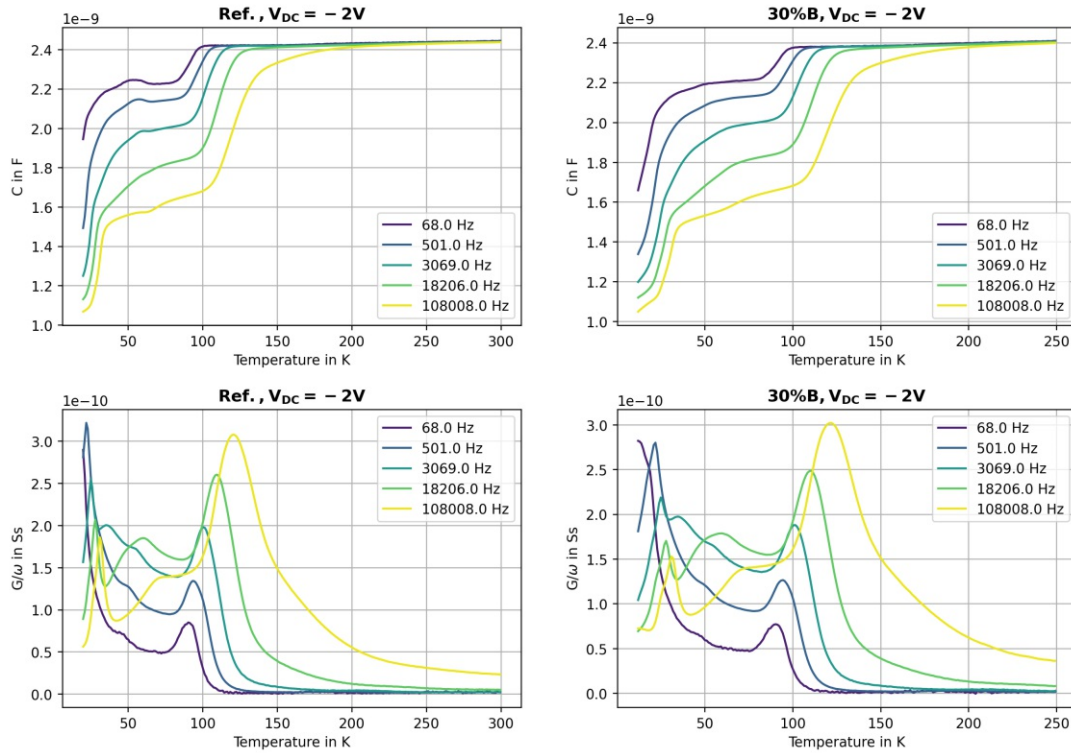 Ref., V_DC = − 2V
1e−9
C in F
2.4
2.2
2.0
1.8
1.6
1.4
1.2
1.0
68.0 Hz
501.0 Hz
3069.0 Hz
18206.0 Hz
108008.0 Hz
50 100 150 200 250 300
Temperature in K
30%B, V_DC = − 2V
1e−9
C in F
2.4
2.2
2.0
1.8
1.6
1.4
1.2
1.0
68.0 Hz
501.0 Hz
3069.0 Hz
18206.0 Hz
108008.0 Hz
50 100 150 200 250
Temperature in K
Ref., V_DC = − 2V
1e−10
G/ω in Ss
3.0
2.5
2.0
1.5
1.0
0.5
0.0
68.0 Hz
501.0 Hz
3069.0 Hz
18206.0 Hz
108008.0 Hz
50 100 150 200 250 300
Temperature in K
30%B, V_DC = − 2V
1e−10
G/ω in Ss
3.0
2.5
2.0
1.5
1.0
0.5
0.0
68.0 Hz
501.0 Hz
3069.0 Hz
18206.0 Hz
108008.0 Hz
50 100 150 200 250
Temperature in K